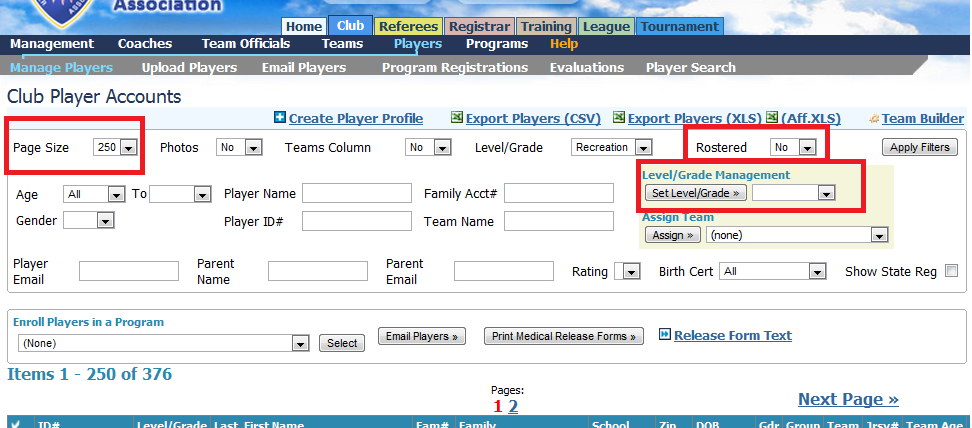 Association
Home Club Referees Registrar Training League Tournament
Management Coaches Team Officials Teams Players Programs Help
Manage Players Upload Players Email Players Program Registrations Evaluations Player Search
Club Player Accounts
Create Player Profile Export Players (CSV) Export Players (XLS) (Aff.XLS) Team Builder
Page Size 250 Photos No Teams Column No Level/Grade Recreation Rostered No Apply Filters
Level/Grade Management
Age All To Player Name Family Acct# Set Level/Grade »
Gender Player ID# Team Name Assign Team
Assign » (none)
Player Email Parent Name Parent Email Rating Birth Cert All Show State Reg
Enroll Players in a Program
(None) Select Email Players » Print Medical Release Forms » Release Form Text
Items 1 - 250 of 376
Pages:
1 2 Next Page »
ID# Level/Grade Last, First Name Fam# Family School Zip DOB Gdr Group Team Jrsy# Team Age